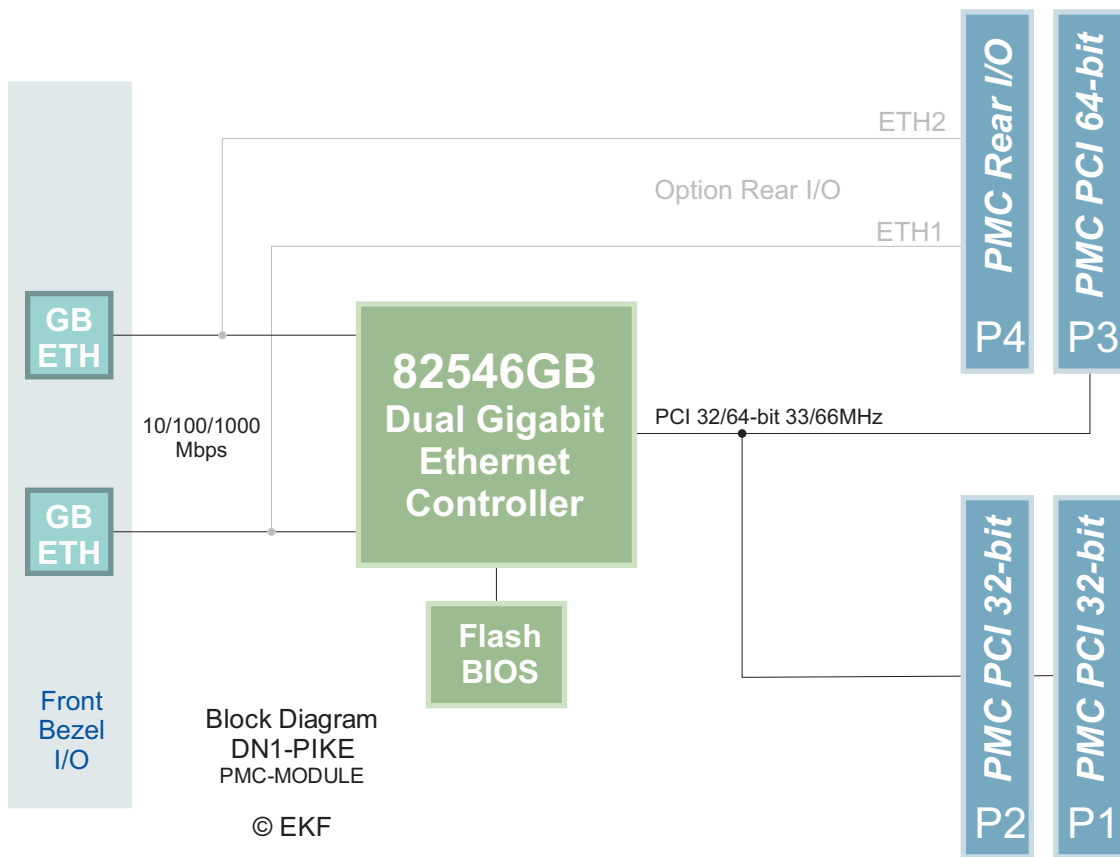 ETH2
Option Rear I/O
ETH1
PMC Rear I/O
P4
PMC PCI 64-bit
P3
GB
ETH
10/100/1000
Mbps
GB
ETH
82546GB
Dual Gigabit
Ethernet
Controller
PCI 32/64-bit 33/66MHz
Flash
BIOS
PMC PCI 32-bit
P2
PMC PCI 32-bit
P1
Front
Bezel
I/O
Block Diagram
DN1-PIKE
PMC-MODULE
© EKF